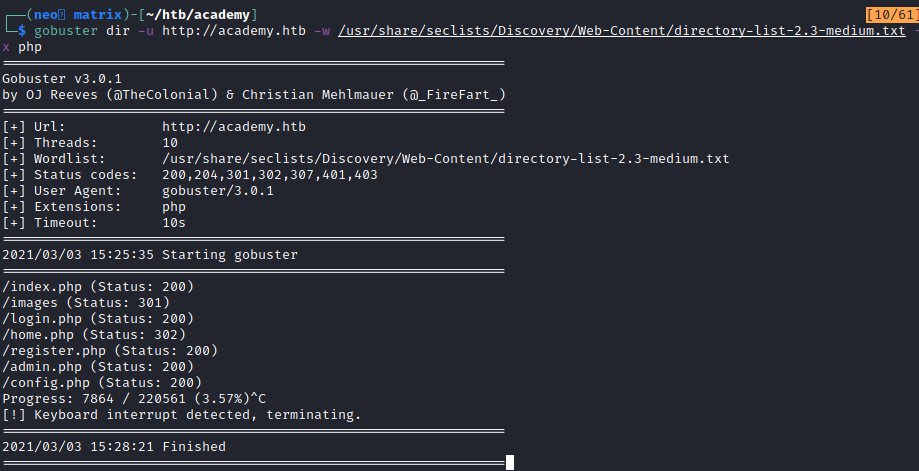 ┌──(neo㉿ matrix)-[~/htb/academy] [10/61]
└─$ gobuster dir -u http://academy.htb -w /usr/share/seclists/Discovery/Web-Content/directory-list-2.3-medium.txt -
x php
===============================================================
Gobuster v3.0.1
by OJ Reeves (@TheColonial) & Christian Mehlmauer (@_FireFart_)
===============================================================
[+] Url:            http://academy.htb
[+] Threads:        10
[+] Wordlist:       /usr/share/seclists/Discovery/Web-Content/directory-list-2.3-medium.txt
[+] Status codes:   200,204,301,302,307,401,403
[+] User Agent:     gobuster/3.0.1
[+] Extensions:     php
[+] Timeout:        10s
===============================================================
2021/03/03 15:25:35 Starting gobuster
===============================================================
/index.php (Status: 200)
/images (Status: 301)
/login.php (Status: 200)
/home.php (Status: 302)
/register.php (Status: 200)
/admin.php (Status: 200)
/config.php (Status: 200)
Progress: 7864 / 220561 (3.57%)^C
[!] Keyboard interrupt detected, terminating.
===============================================================
2021/03/03 15:28:21 Finished
===============================================================